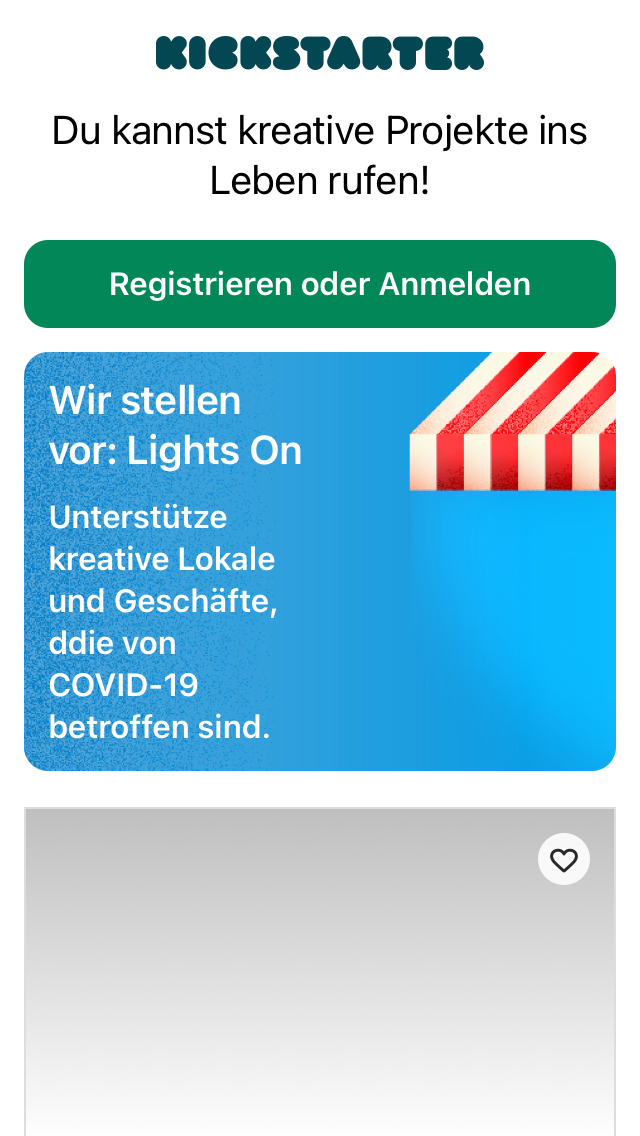 KICKSTARTER
Du kannst kreative Projekte ins
Leben rufen!
Registrieren oder Anmelden
Wir stellen
vor: Lights On
Unterstütze
kreative Lokale
und Geschäfte,
ddie von
COVID-19
betroffen sind.